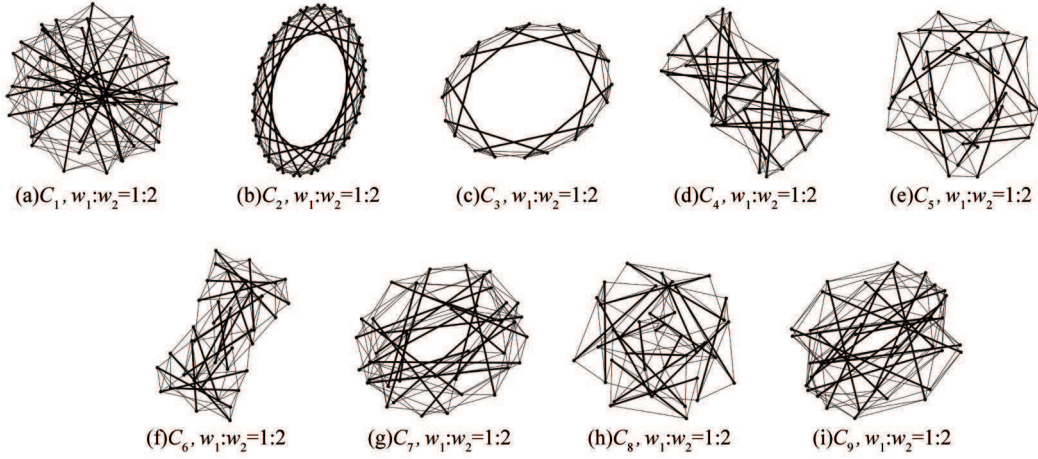 (a)C1, w1:w2=1:2
(b)C2, w1:w2=1:2
(c)C3, w1:w2=1:2
(d)C4, w1:w2=1:2
(e)C5, w1:w2=1:2
(f)C6, w1:w2=1:2
(g)C7, w1:w2=1:2
(h)C8, w1:w2=1:2
(i)C9, w1:w2=1:2